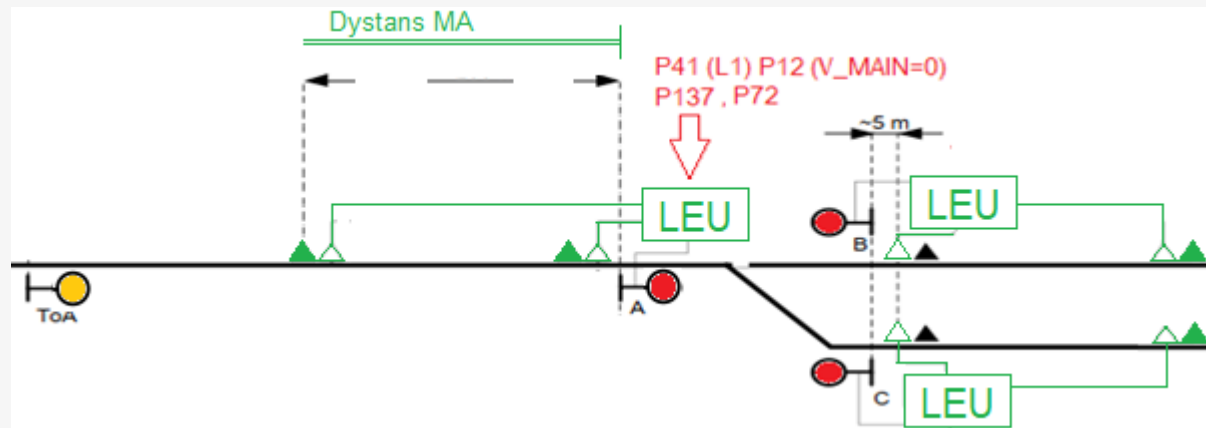 Dystans MA
P41 (L1) P12 (V_MAIN=0)
P137 , P72
~5 m
LEU
LEU
B
ToA
A
C
LEU